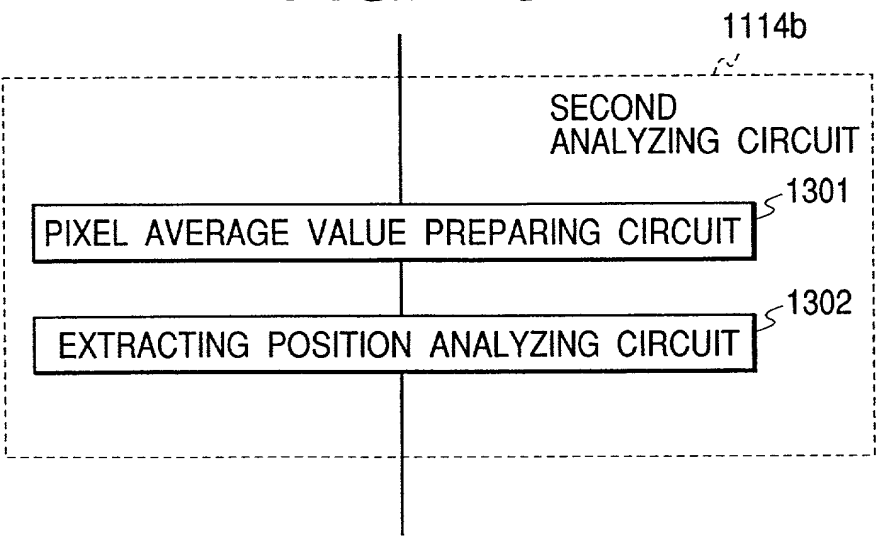 1114b
SECOND
ANALYZING CIRCUIT
1301
PIXEL AVERAGE VALUE PREPARING CIRCUIT
1302
EXTRACTING POSITION ANALYZING CIRCUIT